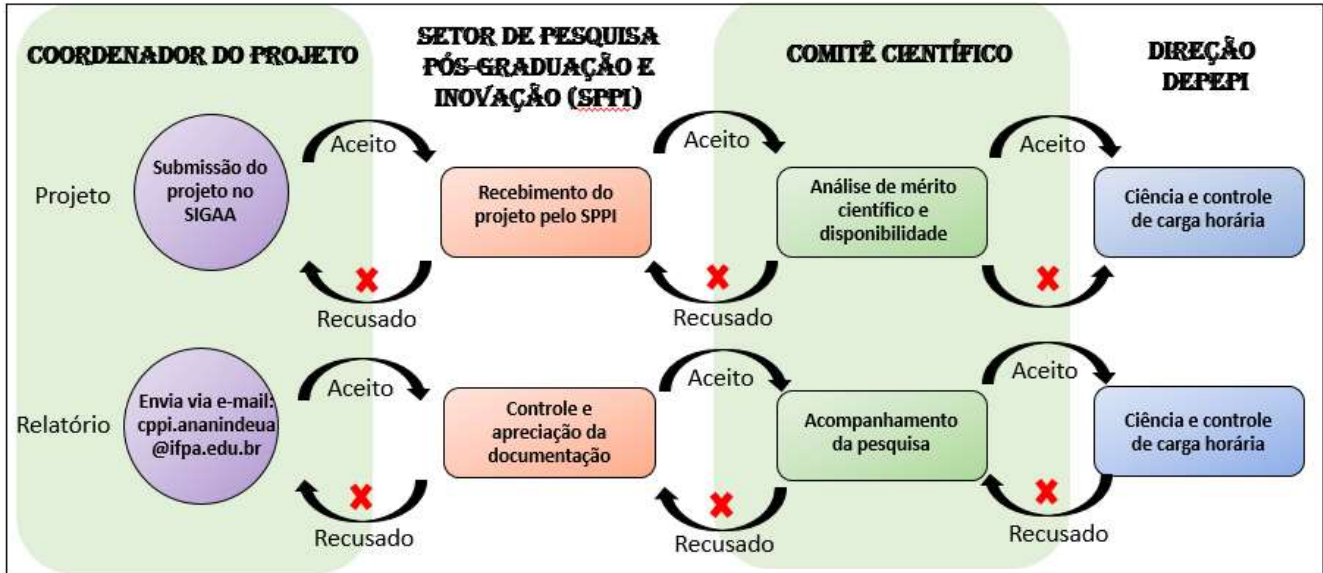 COORDENADOR DO PROJETO
SETOR DE PESQUISA
PÓS-GRADUAÇÃO E
INOVAÇÃO (SPPI)
COMITÊ CIENTÍFICO
DIREÇÃO
DEPEPI
Projeto
Submissão do
projeto no
SIGAA
Aceito
Recusado
Recebimento do
projeto pelo SPPI
Aceito
Recusado
Análise de mérito
científico e
disponibilidade
Aceito
Ciência e controle
de carga horária
Relatório
Envia via e-mail:
cppi.ananindeua
@ifpa.edu.br
Aceito
Recusado
Controle e
apreciação da
documentação
Aceito
Recusado
Acompanhamento
da pesquisa
Aceito
Recusado
Ciência e controle
de carga horária